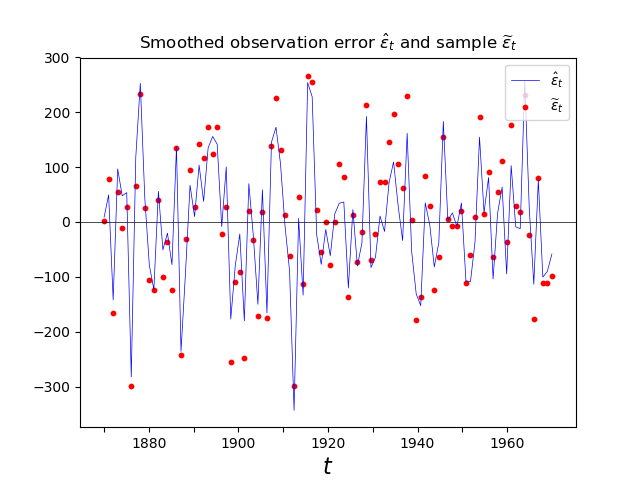 Smoothed observation error ε̂ₜ and sample ε̃ₜ
300
ε̂ₜ
ε̃ₜ
200
100
0
−100
−200
−300
1880 1900 1920 1940 1960
t